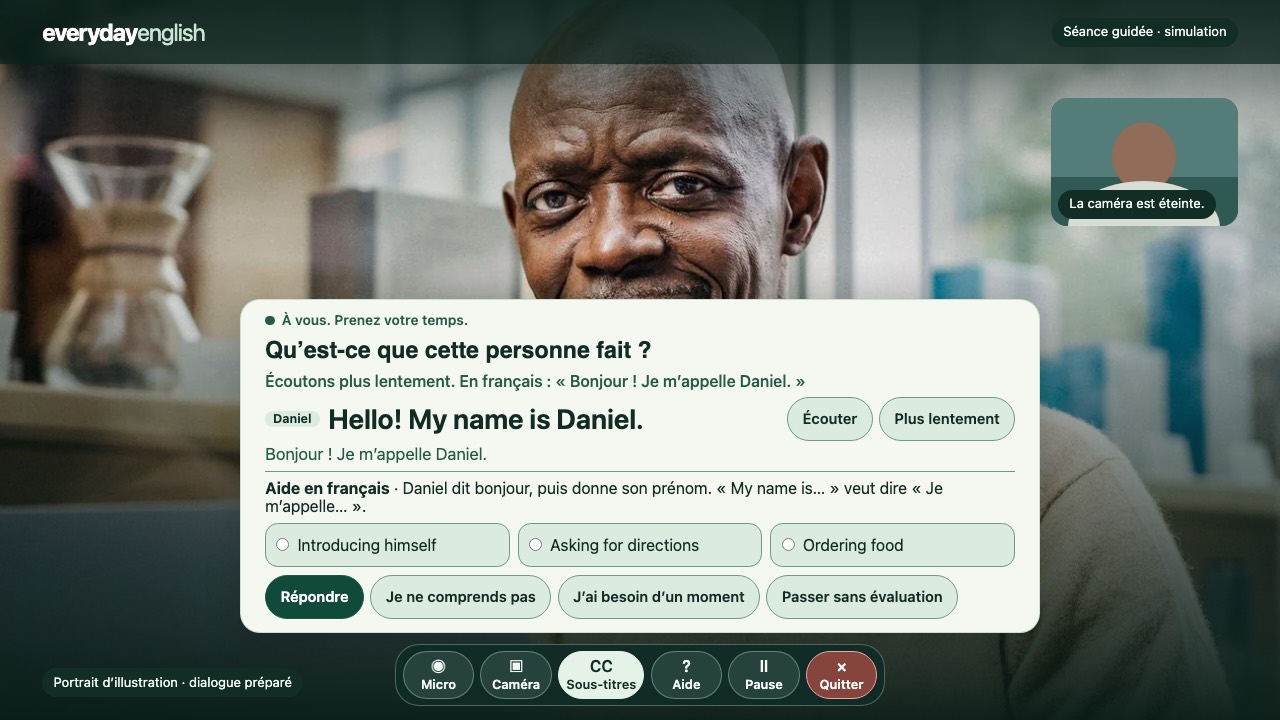 everydayenglish
Séance guidée · simulation
La caméra est éteinte.
À vous. Prenez votre temps.
Qu’est-ce que cette personne fait ?
Écoutons plus lentement. En français : « Bonjour ! Je m’appelle Daniel. »
Daniel Hello! My name is Daniel. Écouter Plus lentement
Bonjour ! Je m’appelle Daniel.
Aide en français · Daniel dit bonjour, puis donne son prénom. « My name is… » veut dire « Je
m’appelle… ».
Introducing himself Asking for directions Ordering food
Répondre Je ne comprends pas J’ai besoin d’un moment Passer sans évaluation
CC ? ×
Micro Caméra Sous-titres Aide Pause Quitter
Portrait d’illustration · dialogue préparé